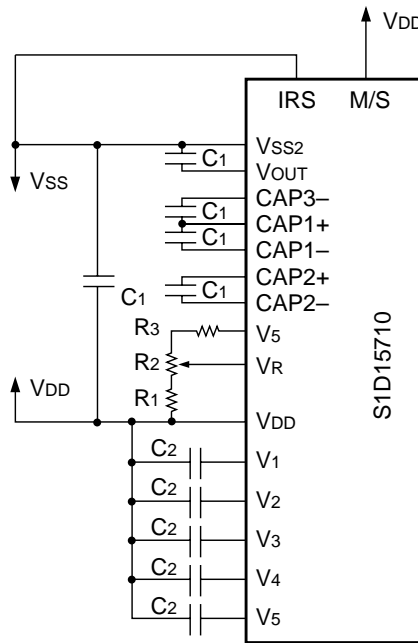 VDD
IRS M/S
VSS2
C1
VOUT
VSS
CAP3–
C1
CAP1+
C1
CAP1–
CAP2+
C1
C1
CAP2–
R3
V5
R2
VR
VDD
R1
VDD
C2
V1
C2
V2
C2
V3
C2
V4
C2
V5
S1D15710